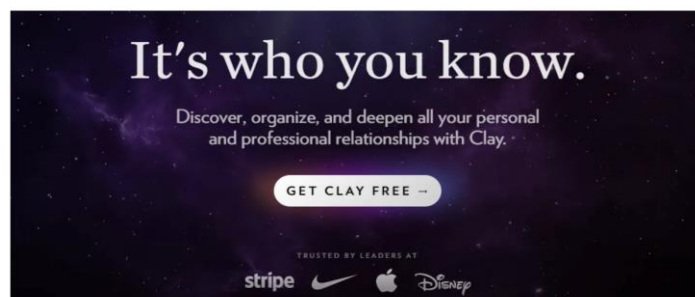 It's who you know.
Discover, organize, and deepen all your personal
and professional relationships with Clay.
GET CLAY FREE →
TRUSTED BY LEADERS AT
stripe Disney